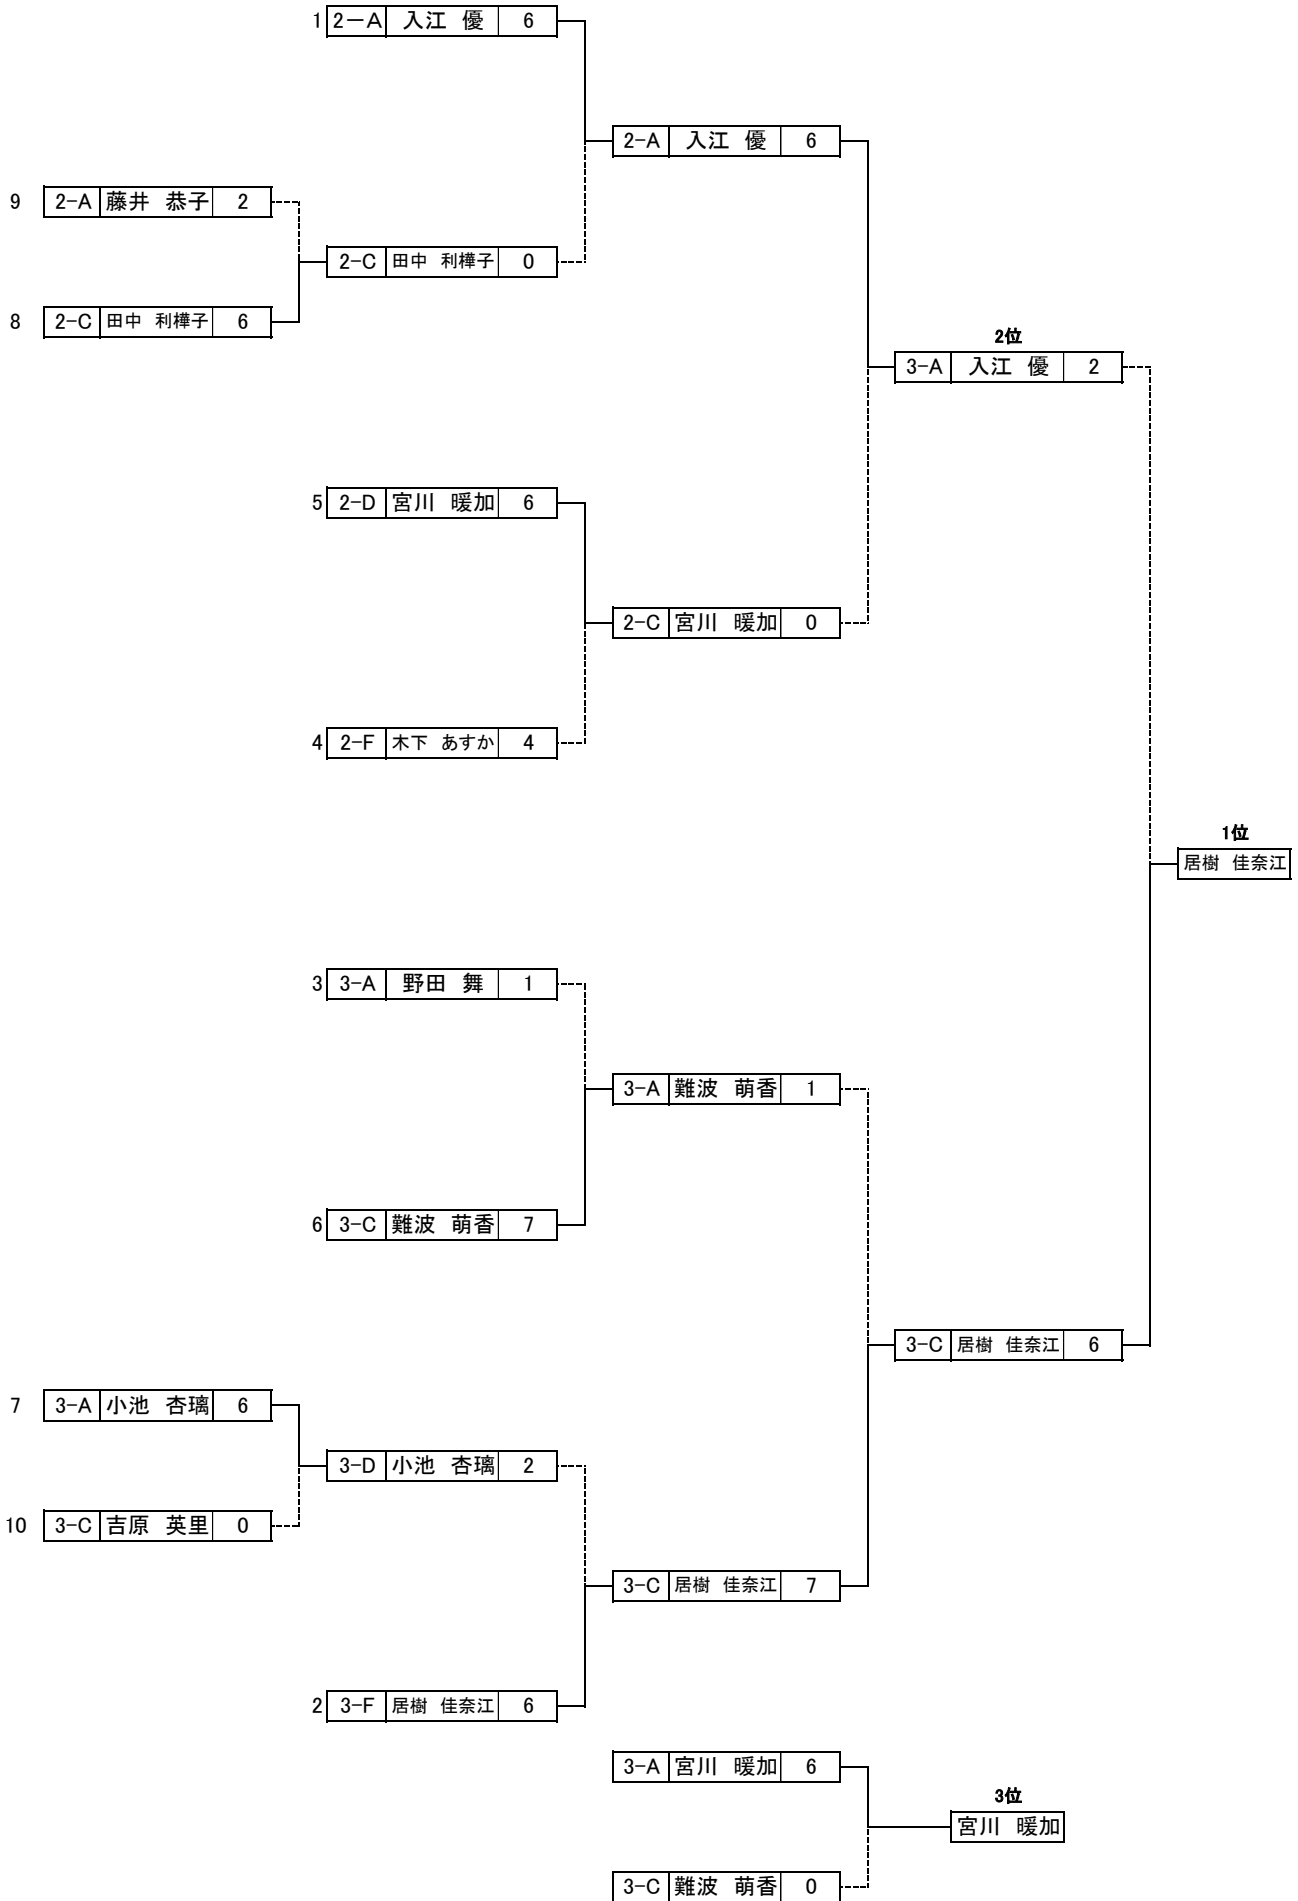 1 2－A 入江　優 6
2-A 入江　優 6
9 2-A 藤井　恭子 2
2-C 田中　利樺子 0
8 2-C 田中　利樺子 6
2位
3-A 入江　優 2
5 2-D 宮川　暖加 6
2-C 宮川　暖加 0
4 2-F 木下　あすか 4
1位
居樹　佳奈江
3 3-A 野田　舞 1
3-A 難波　萌香 1
6 3-C 難波　萌香 7
3-C 居樹　佳奈江 6
7 3-A 小池　杏璃 6
3-D 小池　杏璃 2
10 3-C 吉原　英里 0
3-C 居樹　佳奈江 7
2 3-F 居樹　佳奈江 6
3-A 宮川　暖加 6
3位
宮川　暖加
3-C 難波　萌香 0